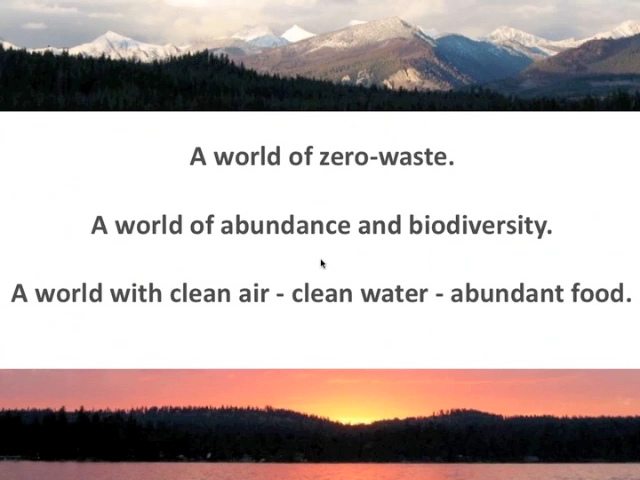 A world of zero-waste.
A world of abundance and biodiversity.
A world with clean air - clean water - abundant food.